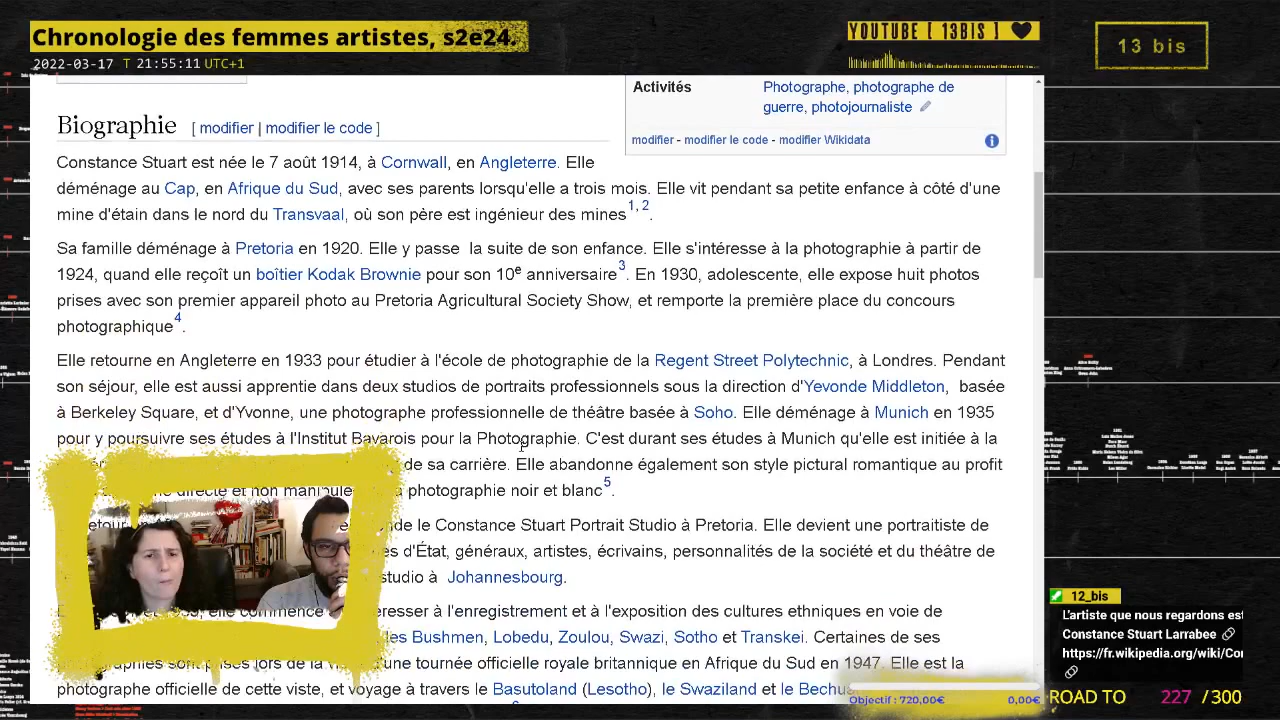 Chronologie des femmes artistes, s2e24.
2022-03-17 T 21:55:11 UTC+1
YOUTUBE [ 13BIS ]
13 bis
Activités
Photographe, photographe de
guerre, photojournaliste
modifier - modifier le code - modifier Wikidata
Biographie [ modifier | modifier le code ]
Constance Stuart est née le 7 août 1914, à Cornwall, en Angleterre. Elle
déménage au Cap, en Afrique du Sud, avec ses parents lorsqu'elle a trois mois. Elle vit pendant sa petite enfance à côté d'une
mine d'étain dans le nord du Transvaal, où son père est ingénieur des mines1, 2.
Sa famille déménage à Pretoria en 1920. Elle y passe la suite de son enfance. Elle s'intéresse à la photographie à partir de
1924, quand elle reçoît un boîtier Kodak Brownie pour son 10e anniversaire3. En 1930, adolescente, elle expose huit photos
prises avec son premier appareil photo au Pretoria Agricultural Society Show, et remporte la première place du concours
photographique4.
Elle retourne en Angleterre en 1933 pour étudier à l'école de photographie de la Regent Street Polytechnic, à Londres. Pendant
son séjour, elle est aussi apprentie dans deux studios de portraits professionnels sous la direction d'Yevonde Middleton, basée
à Berkeley Square, et d'Yvonne, une photographe professionnelle de théâtre basée à Soho. Elle déménage à Munich en 1935
pour y poursuivre ses études à l'Institut Bavarois pour la Photographie. C'est durant ses études à Munich qu'elle est initiée à la
de sa carrière. Elle abandonne également son style pictural romantique au profit
directe et non manipulée photographie noir et blanc5.
de le Constance Stuart Portrait Studio à Pretoria. Elle devient une portraitiste de
d'État, généraux, artistes, écrivains, personnalités de la société et du théâtre de
studio à Johannesbourg.
elle commence à s'intéresser à l'enregistrement et à l'exposition des cultures ethniques en voie de
les Bushmen, Lobedu, Zoulou, Swazi, Sotho et Transkei. Certaines de ses
photographies sont prises lors de la d'une tournée officielle royale britannique en Afrique du Sud en 1947. Elle est la
photographe officielle de cette viste, et voyage à travers le Basutoland (Lesotho), le Swaziland et le Bechu
12_bis
L'artiste que nous regardons est
Constance Stuart Larrabee
https://fr.wikipedia.org/wiki/Co
Objectif : 720,00€ 0,00€
ROAD TO 227 / 300